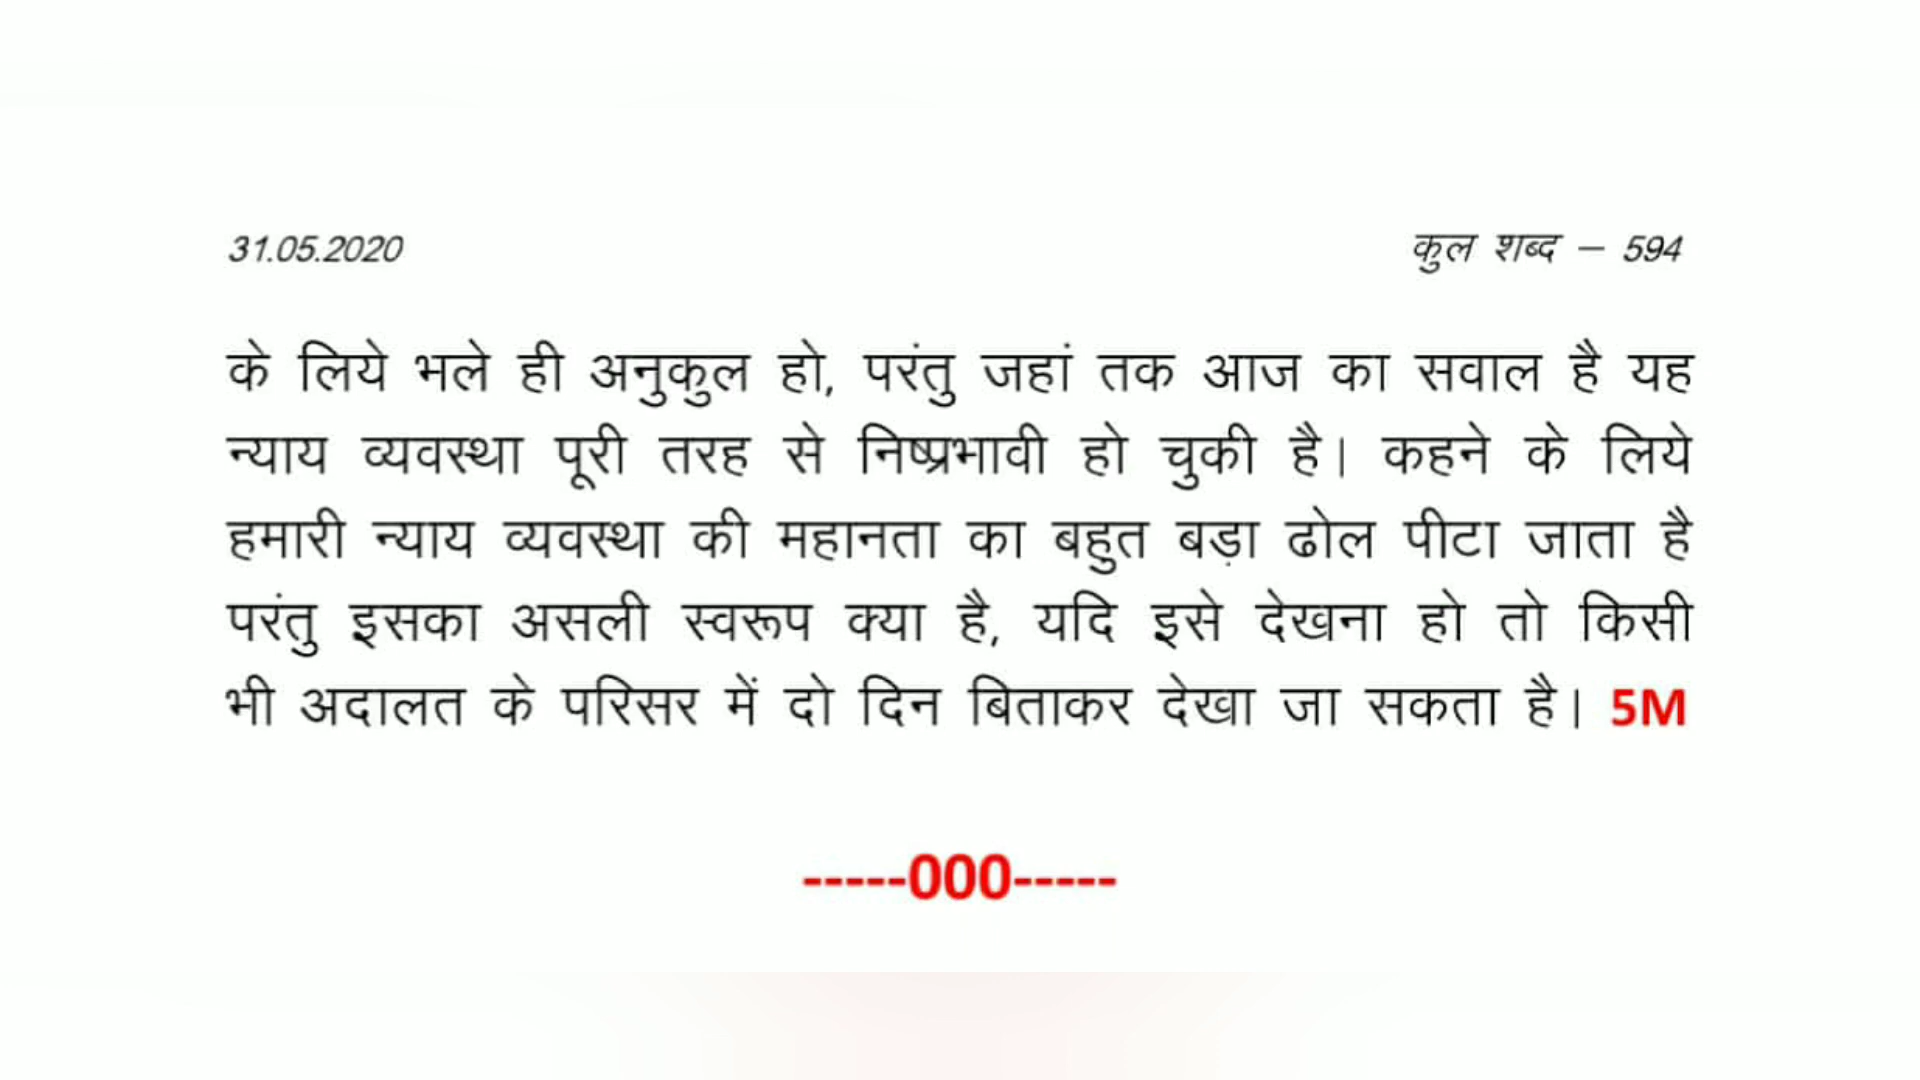 31.05.2020 कुल शब्द – 594
के लिये भले ही अनुकुल हो, परंतु जहां तक आज का सवाल है यह
न्याय व्यवस्था पूरी तरह से निष्प्रभावी हो चुकी है। कहने के लिये
हमारी न्याय व्यवस्था की महानता का बहुत बड़ा ढोल पीटा जाता है
परंतु इसका असली स्वरूप क्या है, यदि इसे देखना हो तो किसी
भी अदालत के परिसर में दो दिन बिताकर देखा जा सकता है। 5M
-----000-----